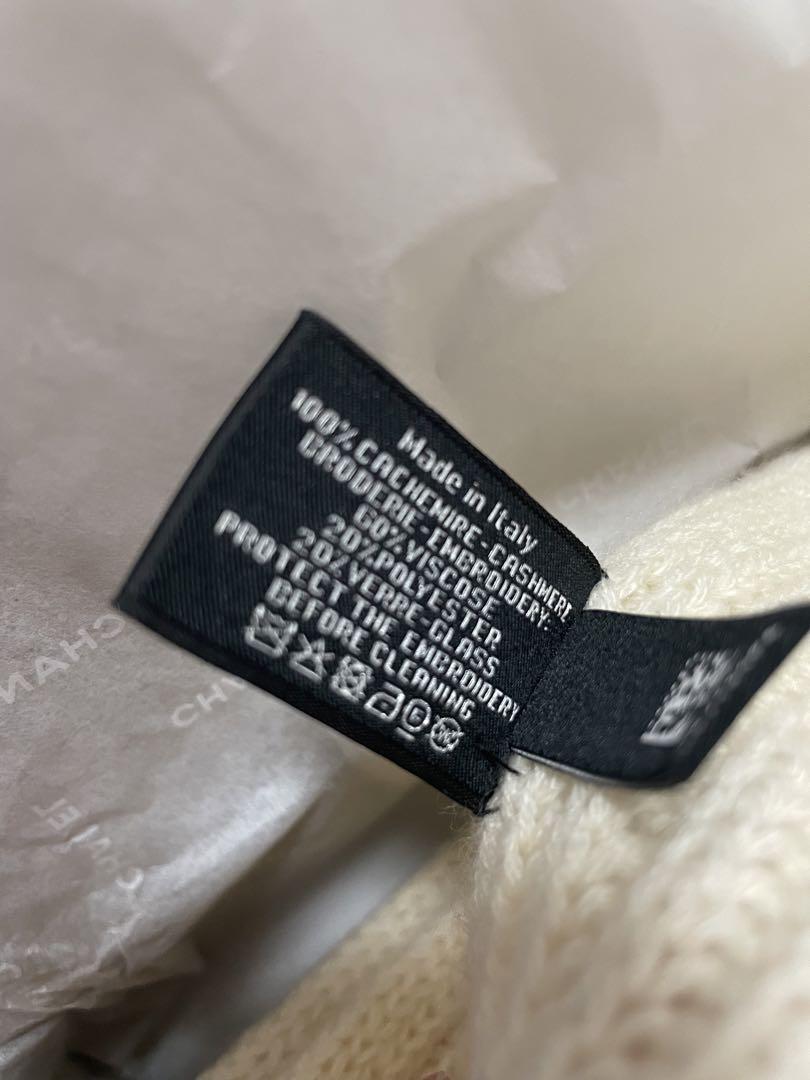 Made in Italy
100% CACHEMIRE-CASHMERE
BRODERIE-EMBROIDERY:
60% VISCOSE
20% POLYESTER
20% VERRE-GLASS
PROTECT THE EMBROIDERY
BEFORE CLEANING
CHAN
CHANEL